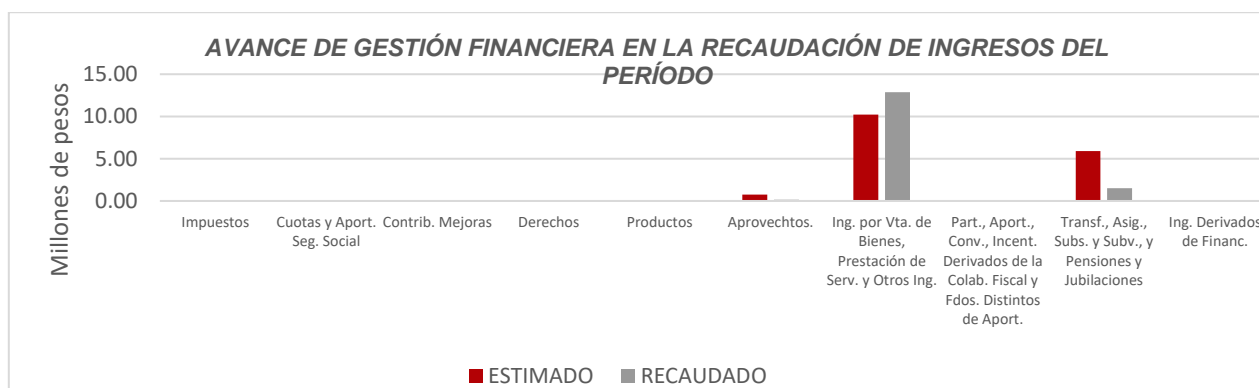 AVANCE DE GESTIÓN FINANCIERA EN LA RECAUDACIÓN DE INGRESOS DEL
PERÍODO
Millones de pesos
15.00
10.00
5.00
0.00
Impuestos
Cuotas y Aport.
Seg. Social
Contrib. Mejoras
Derechos
Productos
Aprovechtos.
Ing. por Vta. de
Bienes,
Prestación de
Serv. y Otros Ing.
Part., Aport.,
Conv., Incent.
Derivados de la
Colab. Fiscal y
Fdos. Distintos
de Aport.
Transf., Asig.,
Subs. y Subv., y
Pensiones y
Jubilaciones
Ing. Derivados
de Financ.
ESTIMADO
RECAUDADO